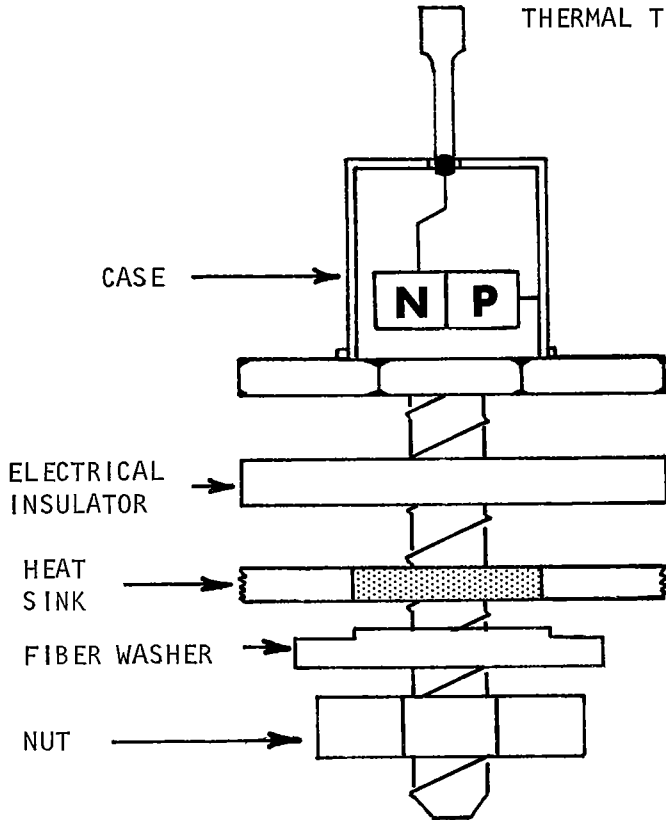 THERMAL T
CASE
N P
ELECTRICAL
INSULATOR
HEAT
SINK
FIBER WASHER
NUT